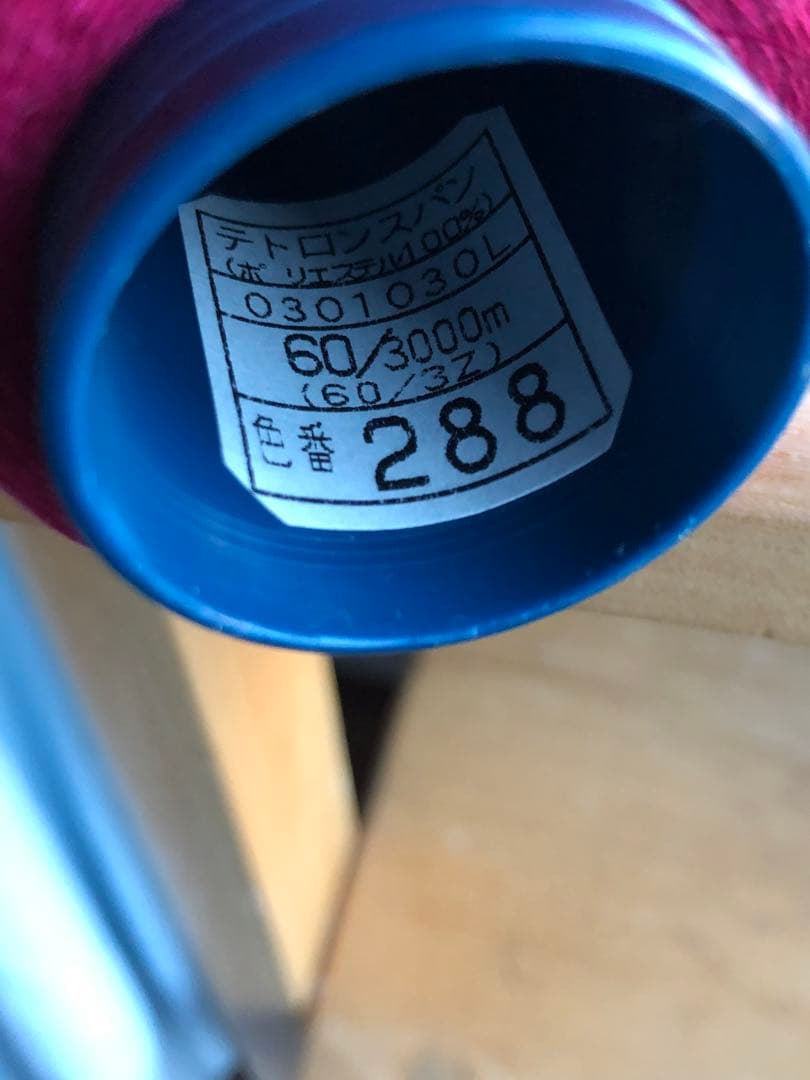 テトロンスパン
(ポリエステル100%)
0301030L
60/3000m
(60/3Z)
色番 288